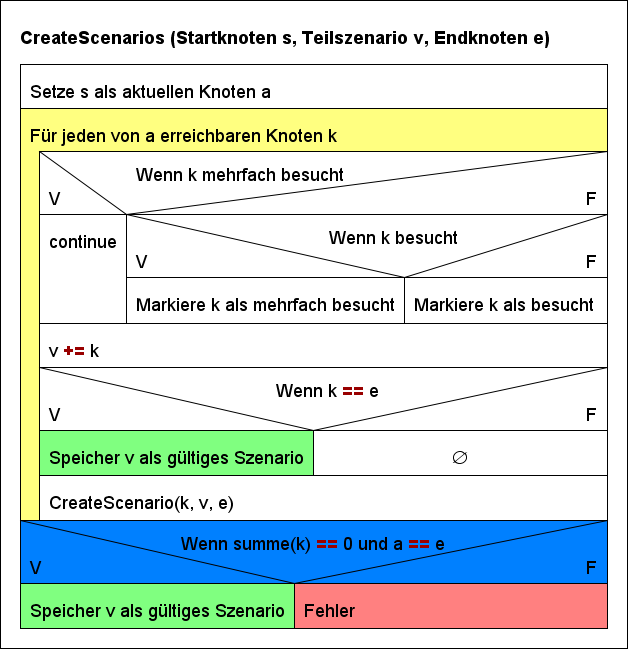 CreateScenarios (Startknoten s, Teilszenario v, Endknoten e)
Setze s als aktuellen Knoten a
Für jeden von a erreichbaren Knoten k
Wenn k mehrfach besucht
V F
continue
Wenn k besucht
V F
Markiere k als mehrfach besucht
Markiere k als besucht
v += k
Wenn k == e
V F
Speicher v als gültiges Szenario
∅
CreateScenario(k, v, e)
Wenn summe(k) == 0 und a == e
V F
Speicher v als gültiges Szenario
Fehler